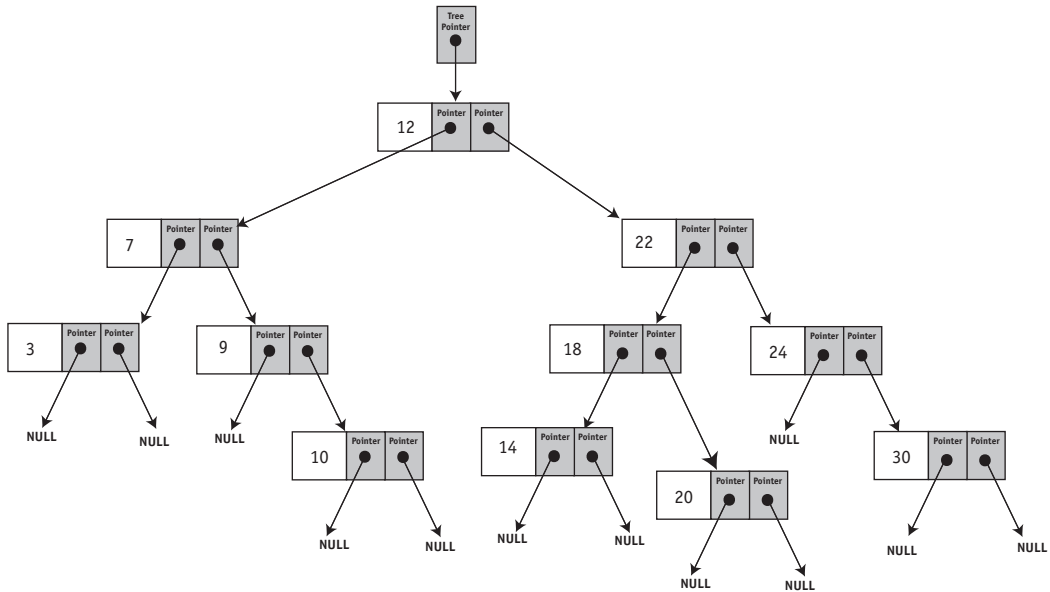 Tree
Pointer
12
Pointer
Pointer
7
Pointer
Pointer
22
Pointer
Pointer
3
Pointer
Pointer
9
Pointer
Pointer
18
Pointer
Pointer
24
Pointer
Pointer
NULL
NULL
NULL
NULL
10
Pointer
Pointer
14
Pointer
Pointer
20
Pointer
Pointer
30
Pointer
Pointer
NULL
NULL
NULL
NULL
NULL
NULL
NULL
NULL